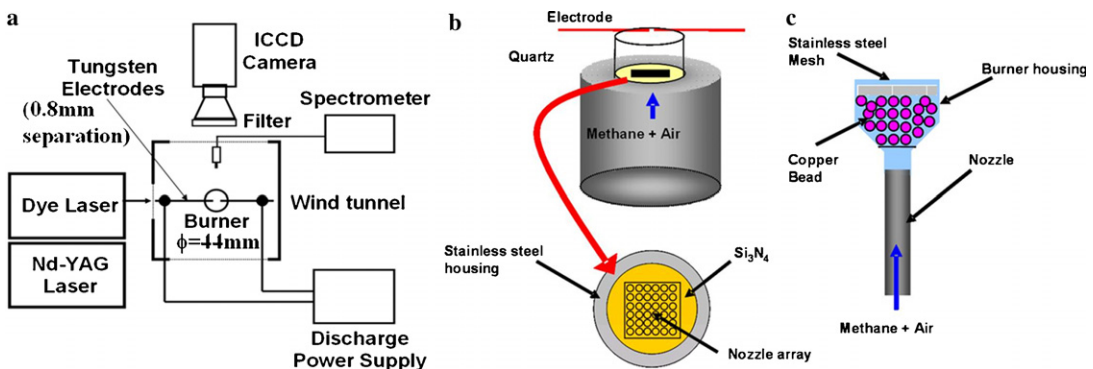 a
ICCD
Camera
Tungsten
Electrodes
(0.8mm
separation)
Filter
Spectrometer
Dye Laser
Burner
ϕ=44mm
Wind tunnel
Nd-YAG
Laser
Discharge
Power Supply
b
Electrode
Quartz
Methane + Air
Stainless steel
housing
Si₃N₄
Nozzle array
c
Stainless steel
Mesh
Burner housing
Copper
Bead
Nozzle
Methane + Air